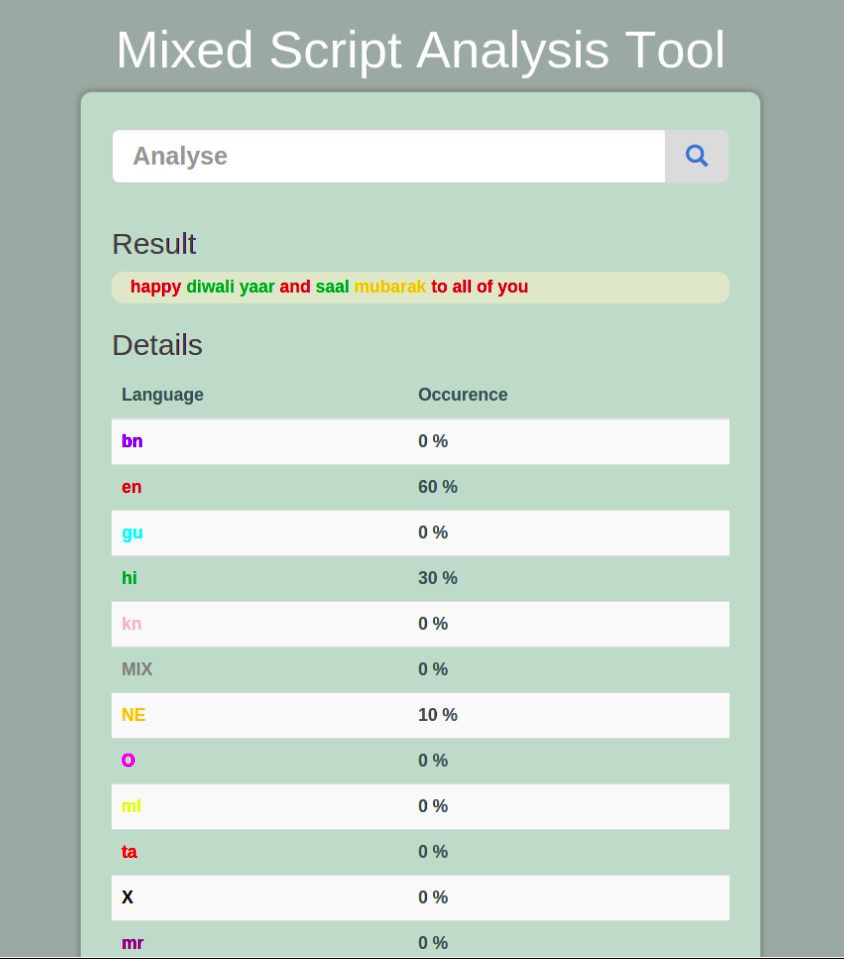 Mixed Script Analysis Tool
Analyse
Result
happy diwali yaar and saal mubarak to all of you
Details
Language Occurence
bn 0 %
en 60 %
gu 0 %
hi 30 %
kn 0 %
MIX 0 %
NE 10 %
O 0 %
ml 0 %
ta 0 %
X 0 %
mr 0 %